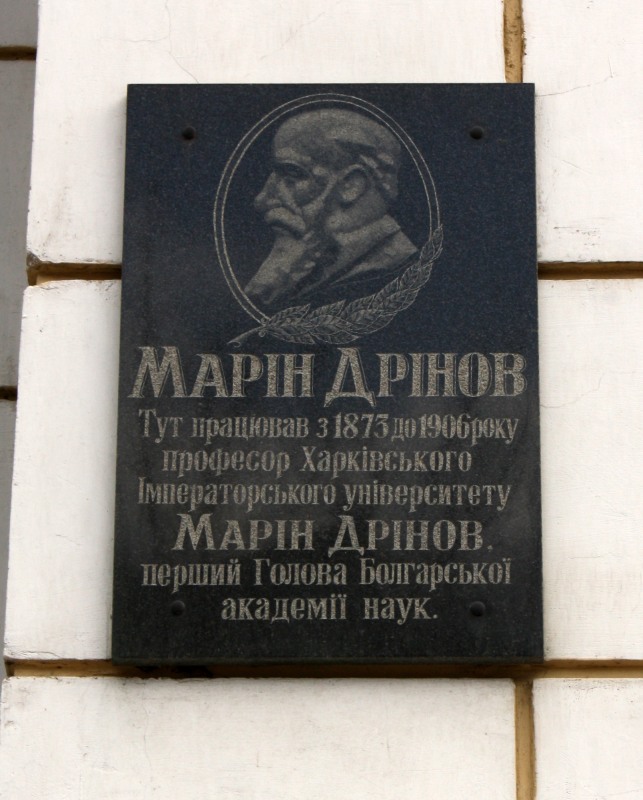 МАРІН ДРІНОВ
Тут працював з 1873 до 1906 року
професор Харківського
Імператорського університету
МАРІН ДРІНОВ,
перший Голова Болгарської
академії наук.